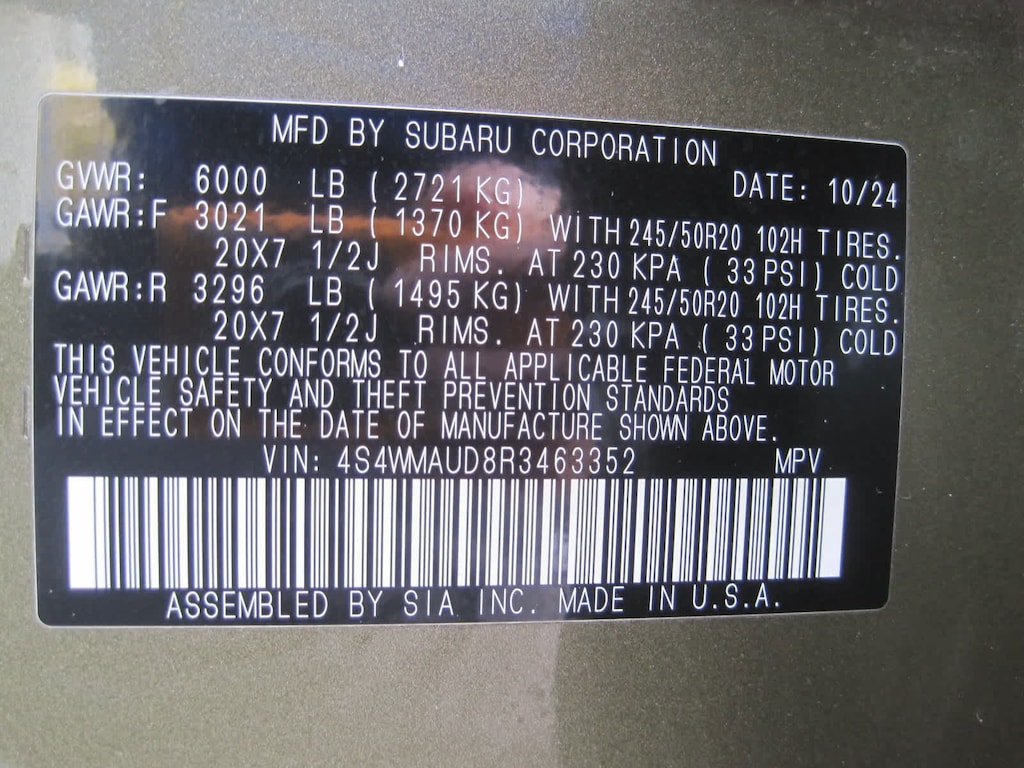 MFD BY SUBARU CORPORATION
GVWR: 6000 LB ( 2721 KG) DATE: 10/24
GAWR:F 3021 LB ( 1370 KG) WITH 245/50R20 102H TIRES.
20X7 1/2J RIMS. AT 230 KPA ( 33 PSI) COLD
GAWR:R 3296 LB ( 1495 KG) WITH 245/50R20 102H TIRES.
20X7 1/2J RIMS. AT 230 KPA ( 33 PSI) COLD
THIS VEHICLE CONFORMS TO ALL APPLICABLE FEDERAL MOTOR
VEHICLE SAFETY AND THEFT PREVENTION STANDARDS
IN EFFECT ON THE DATE OF MANUFACTURE SHOWN ABOVE.
VIN: 4S4WMAUD8R3463352 MPV
ASSEMBLED BY SIA INC. MADE IN U.S.A.